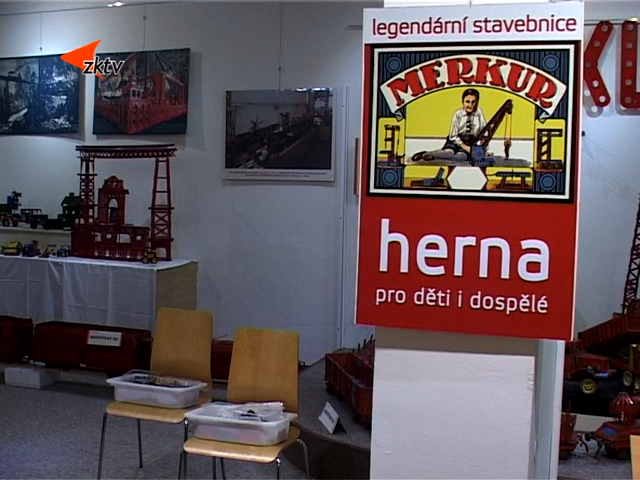 zktv
legendární stavebnice
MERKUR
herna
pro děti i dospělé